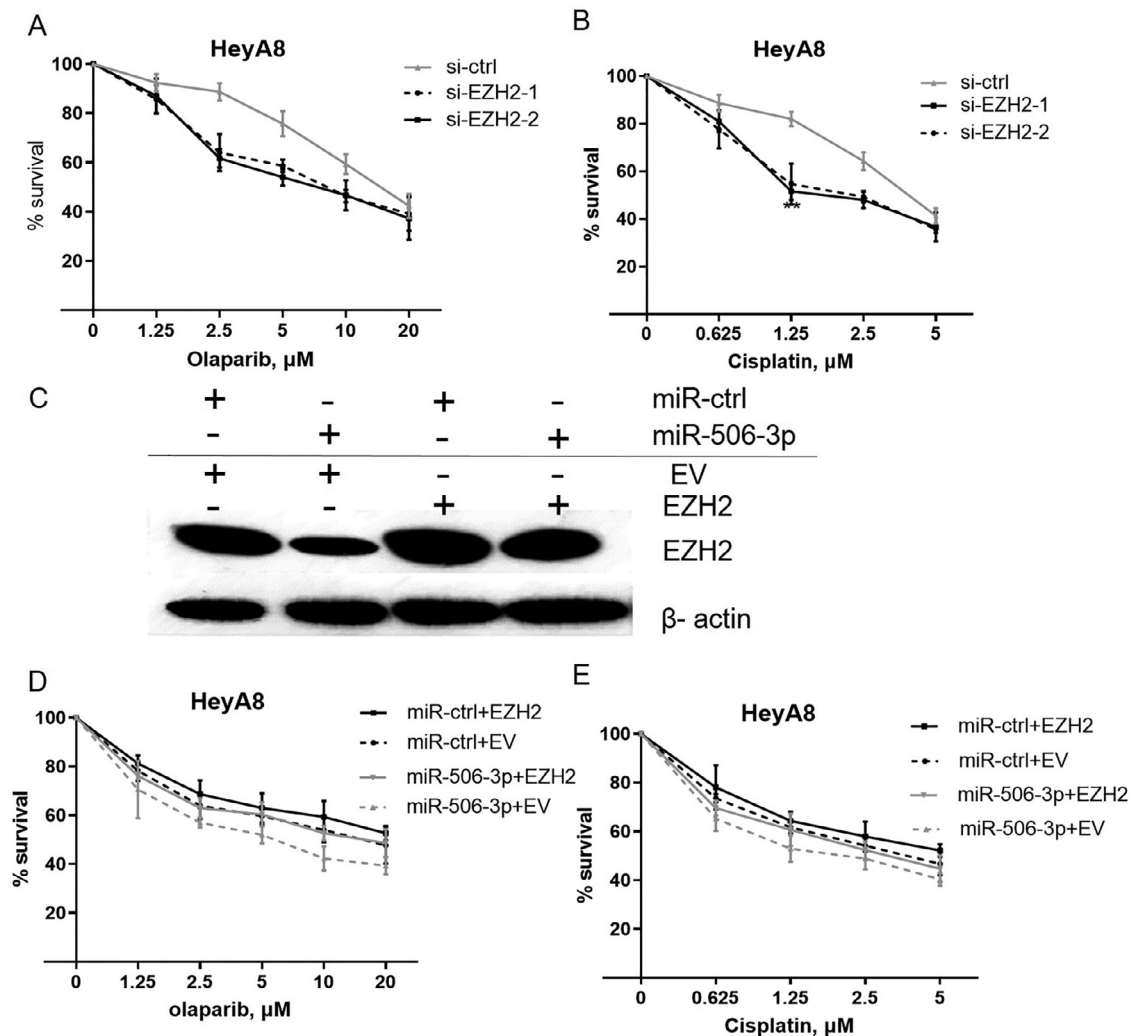 A
HeyA8
si-ctrl
si-EZH2-1
si-EZH2-2
% survival
100
80
60
40
20
0 1.25 2.5 5 10 20
Olaparib, µM
B
HeyA8
si-ctrl
si-EZH2-1
si-EZH2-2
% survival
100
80
60
40
20
**
0 0.625 1.25 2.5 5
Cisplatin, µM
C
+ - + - miR-ctrl
- + - + miR-506-3p
+ + - - EV
- - + + EZH2
EZH2
β- actin
D
HeyA8
miR-ctrl+EZH2
miR-ctrl+EV
miR-506-3p+EZH2
miR-506-3p+EV
% survival
100
80
60
40
20
0 1.25 2.5 5 10 20
olaparib, µM
E
HeyA8
miR-ctrl+EZH2
miR-ctrl+EV
miR-506-3p+EZH2
miR-506-3p+EV
% survival
100
80
60
40
20
0 0.625 1.25 2.5 5
Cisplatin, µM